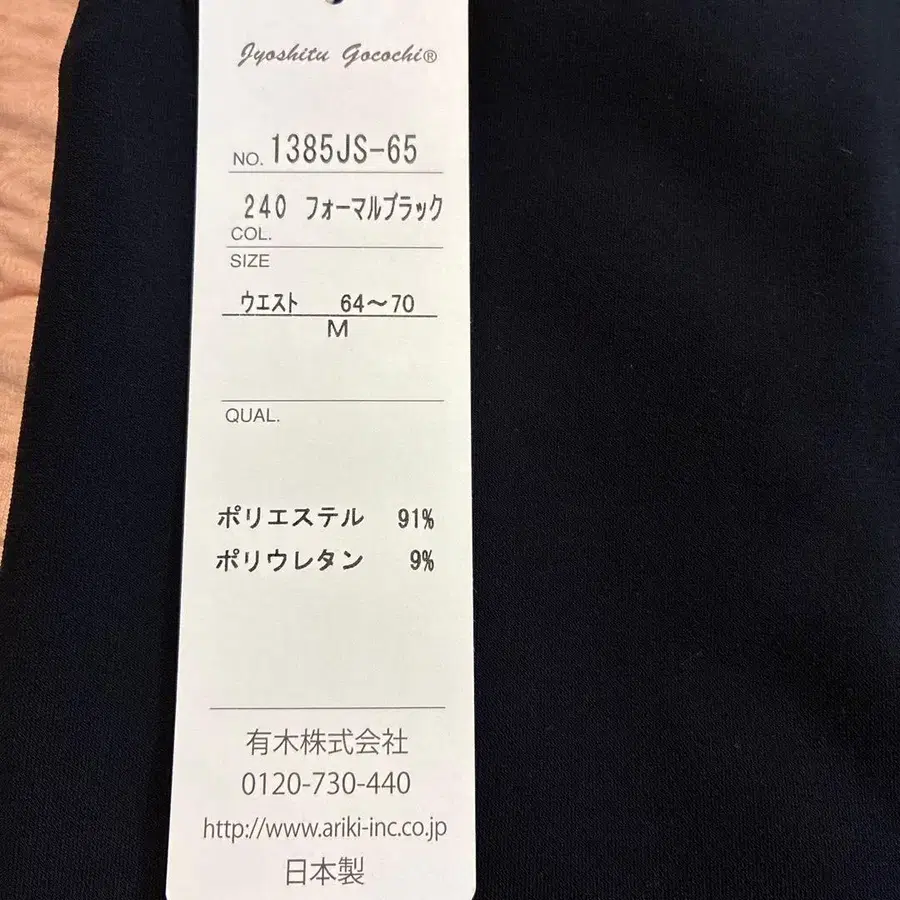 Jyoshitu Gocochi®
NO. 1385JS-65
240 フォーマルブラック
COL.
SIZE
ウエスト 64～70
M
QUAL.
ポリエステル 91%
ポリウレタン 9%
有木株式会社
0120-730-440
http://www.ariki-inc.co.jp
日本製